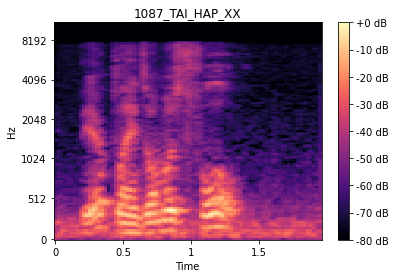 1087_TAI_HAP_XX
+0 dB
8192
-10 dB
4096
-20 dB
-30 dB
Hz
2048
-40 dB
1024
-50 dB
-60 dB
512
-70 dB
0
-80 dB
0 0.5 1 1.5
Time